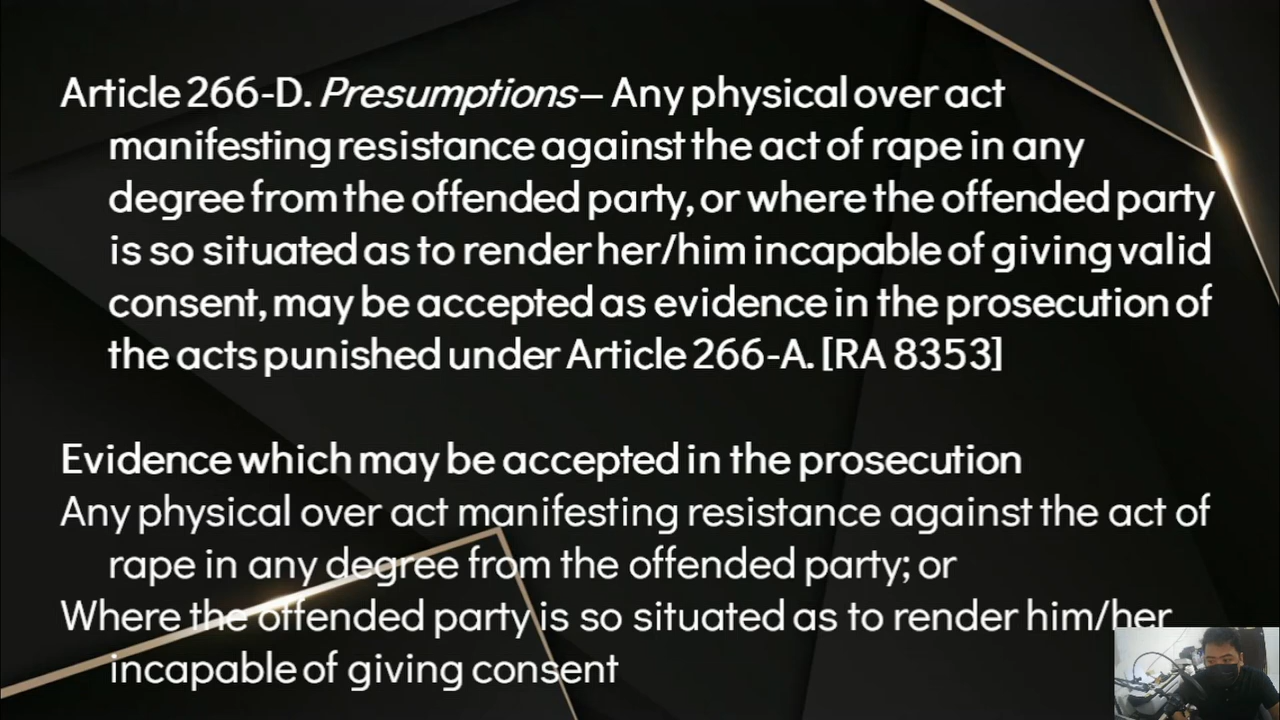 Article 266-D. Presumptions – Any physical over act
manifesting resistance against the act of rape in any
degree from the offended party, or where the offended party
is so situated as to render her/him incapable of giving valid
consent, may be accepted as evidence in the prosecution of
the acts punished under Article 266-A. [RA 8353]
Evidence which may be accepted in the prosecution
Any physical over act manifesting resistance against the act of
rape in any degree from the offended party; or
Where the offended party is so situated as to render him/her
incapable of giving consent